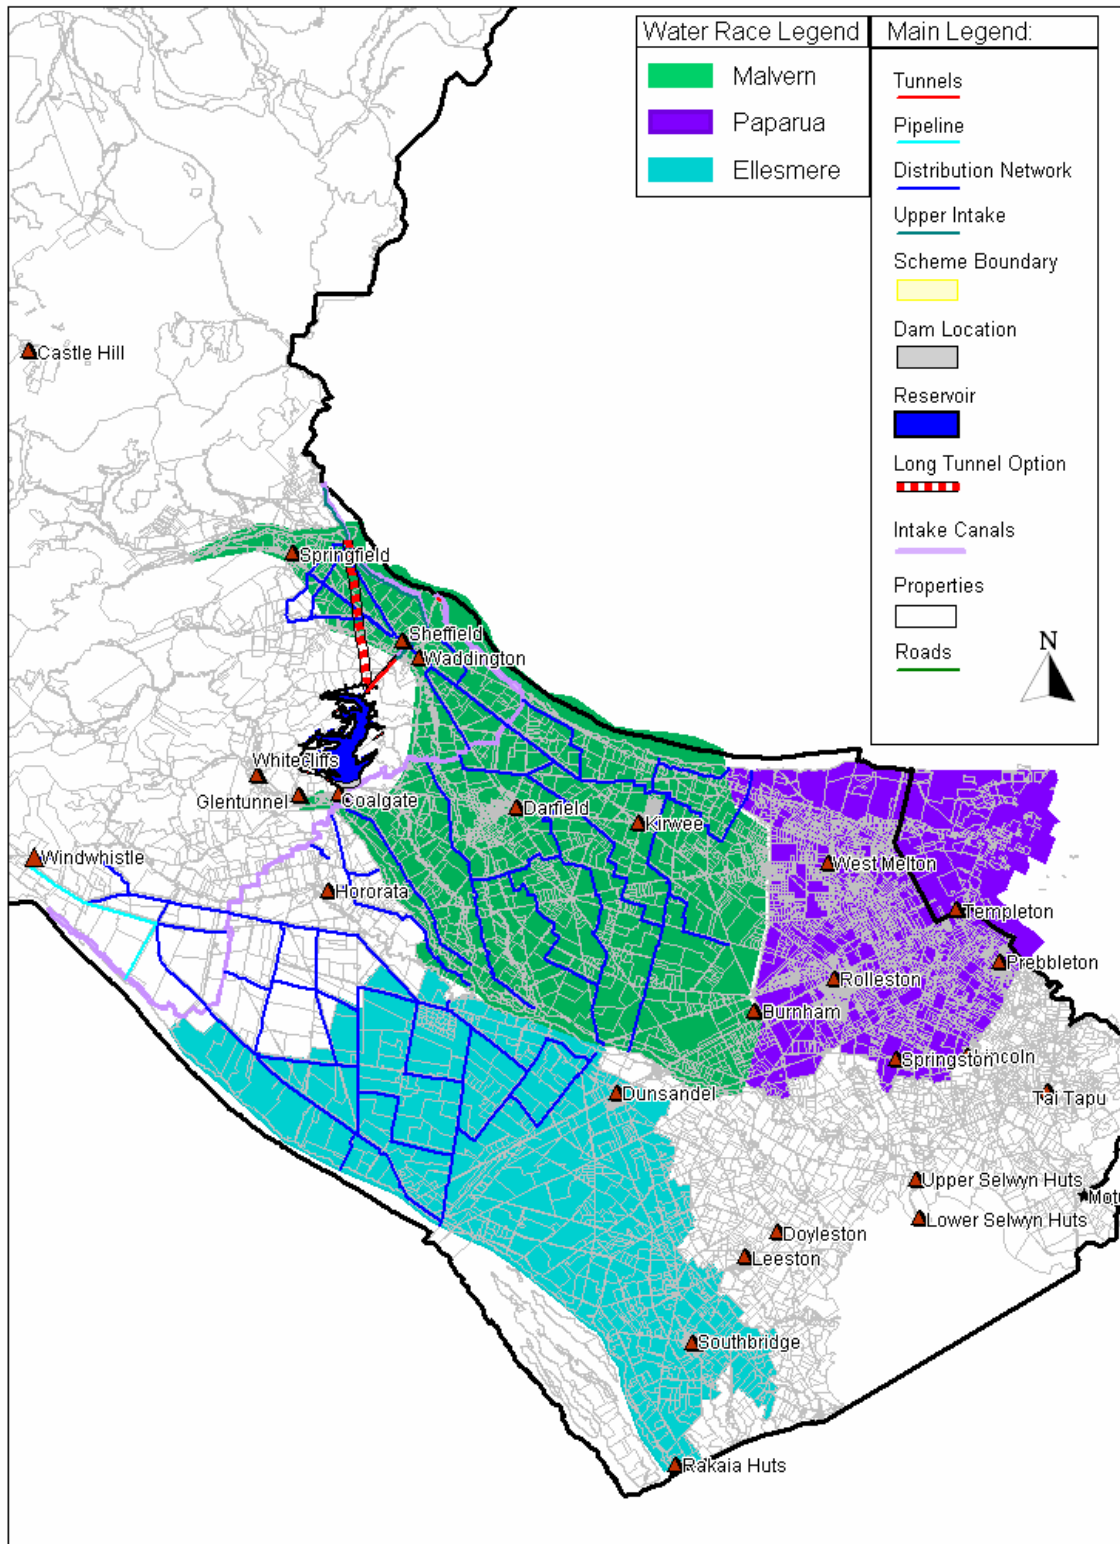 Water Race Legend
Malvern
Paparua
Ellesmere
Main Legend:
Tunnels
Pipeline
Distribution Network
Upper Intake
Scheme Boundary
Dam Location
Reservoir
Long Tunnel Option
Intake Canals
Properties
Roads
N
Castle Hill
Springfield
Sheffield
Waddington
Whitecliffs
Glentunnel
Coalgate
Darfield
Kirwee
Windwhistle
Hororata
West Melton
Templeton
Prebbleton
Rolleston
Burnham
Springston
Lincoln
Dunsandel
Tai Tapu
Upper Selwyn Huts
Motu
Lower Selwyn Huts
Doyleston
Leeston
Southbridge
Rakaia Huts